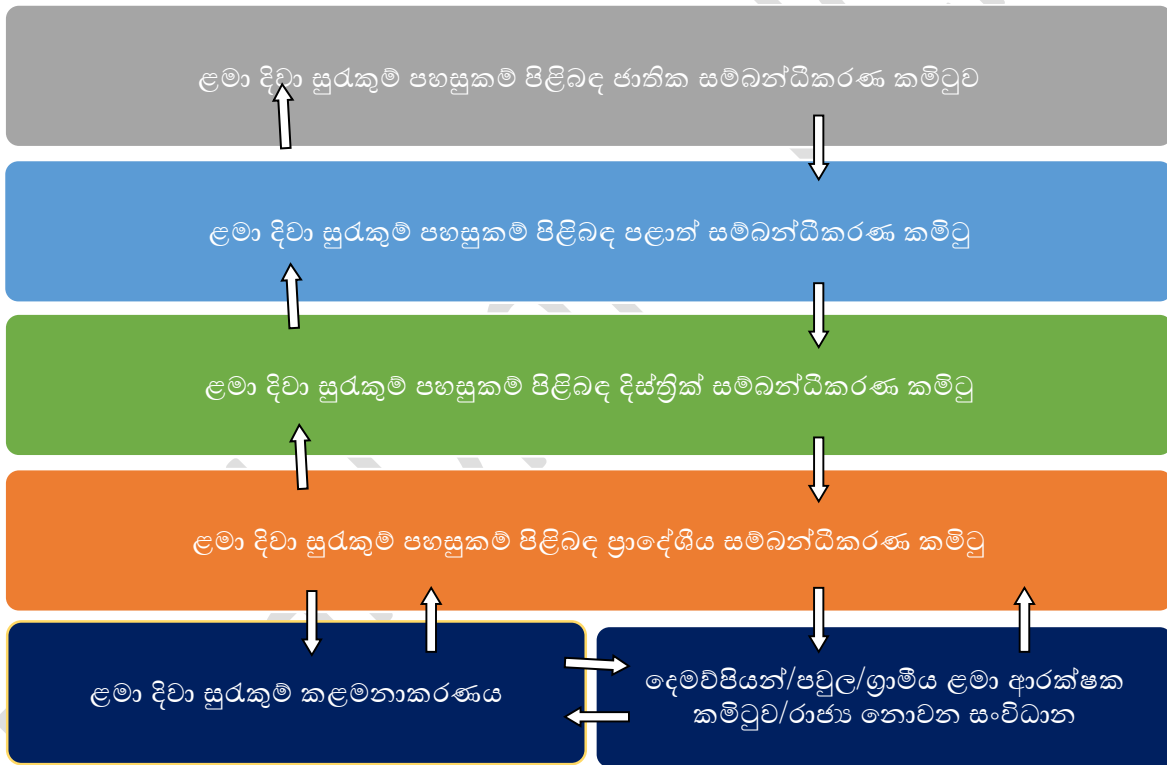 ළමා දිවා සුරැකුම් පහසුකම් පිළිබඳ ජාතික සම්බන්ධීකරණ කමිටුව
ළමා දිවා සුරැකුම් පහසුකම් පිළිබඳ පළාත් සම්බන්ධීකරණ කමිටු
ළමා දිවා සුරැකුම් පහසුකම් පිළිබඳ දිස්ත්‍රික් සම්බන්ධීකරණ කමිටු
ළමා දිවා සුරැකුම් පහසුකම් පිළිබඳ ප්‍රාදේශීය සම්බන්ධීකරණ කමිටු
ළමා දිවා සුරැකුම් කළමනාකරණය
දෙමව්පියන්/පවුල/ග්‍රාමීය ළමා ආරක්ෂක
කමිටුව/රාජ්‍ය නොවන සංවිධාන